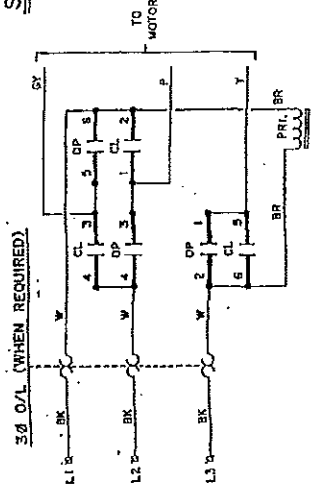 S
3Ø O/L (WHEN REQUIRED)
TO
MOTOR
GY
P
Y
L1
BK
W
4
3
5
6
CL
OP
L2
BK
W
4
3
1
2
OP
CL
L3
BK
W
2
1
OP
6
5
CL
BR
BR
PRI.